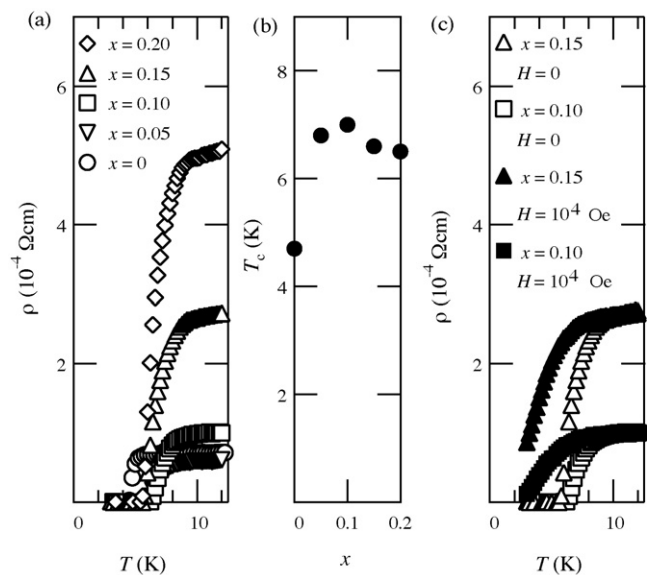 (a)
x = 0.20
x = 0.15
x = 0.10
x = 0.05
x = 0
6
4
2
0
10
ρ (10⁻⁴ Ωcm)
T (K)
(b)
8
6
4
2
0
0.1
0.2
T_c (K)
x
(c)
x = 0.15
H = 0
x = 0.10
H = 0
x = 0.15
H = 10⁴ Oe
x = 0.10
H = 10⁴ Oe
6
4
2
0
10
ρ (10⁻⁴ Ωcm)
T (K)